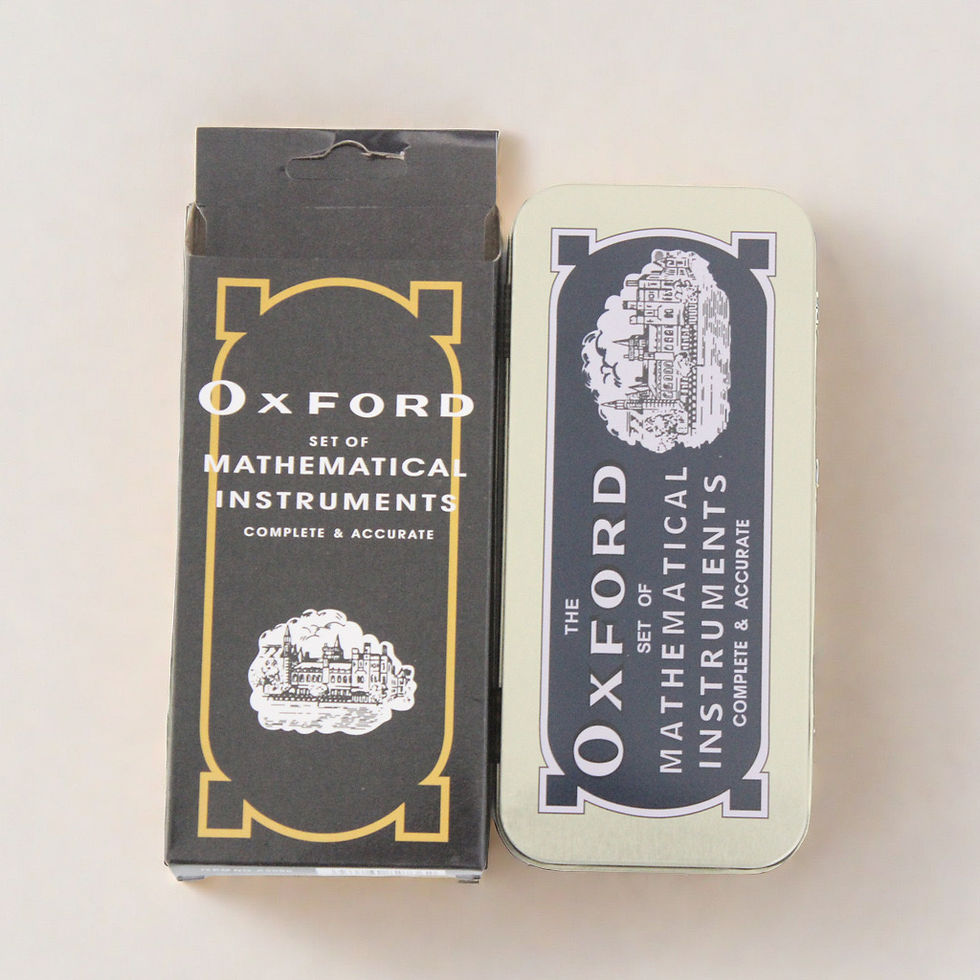 OXFORD
SET OF
MATHEMATICAL
INSTRUMENTS
COMPLETE & ACCURATE
THE
OXFORD
SET OF
MATHEMATICAL
INSTRUMENTS
COMPLETE & ACCURATE